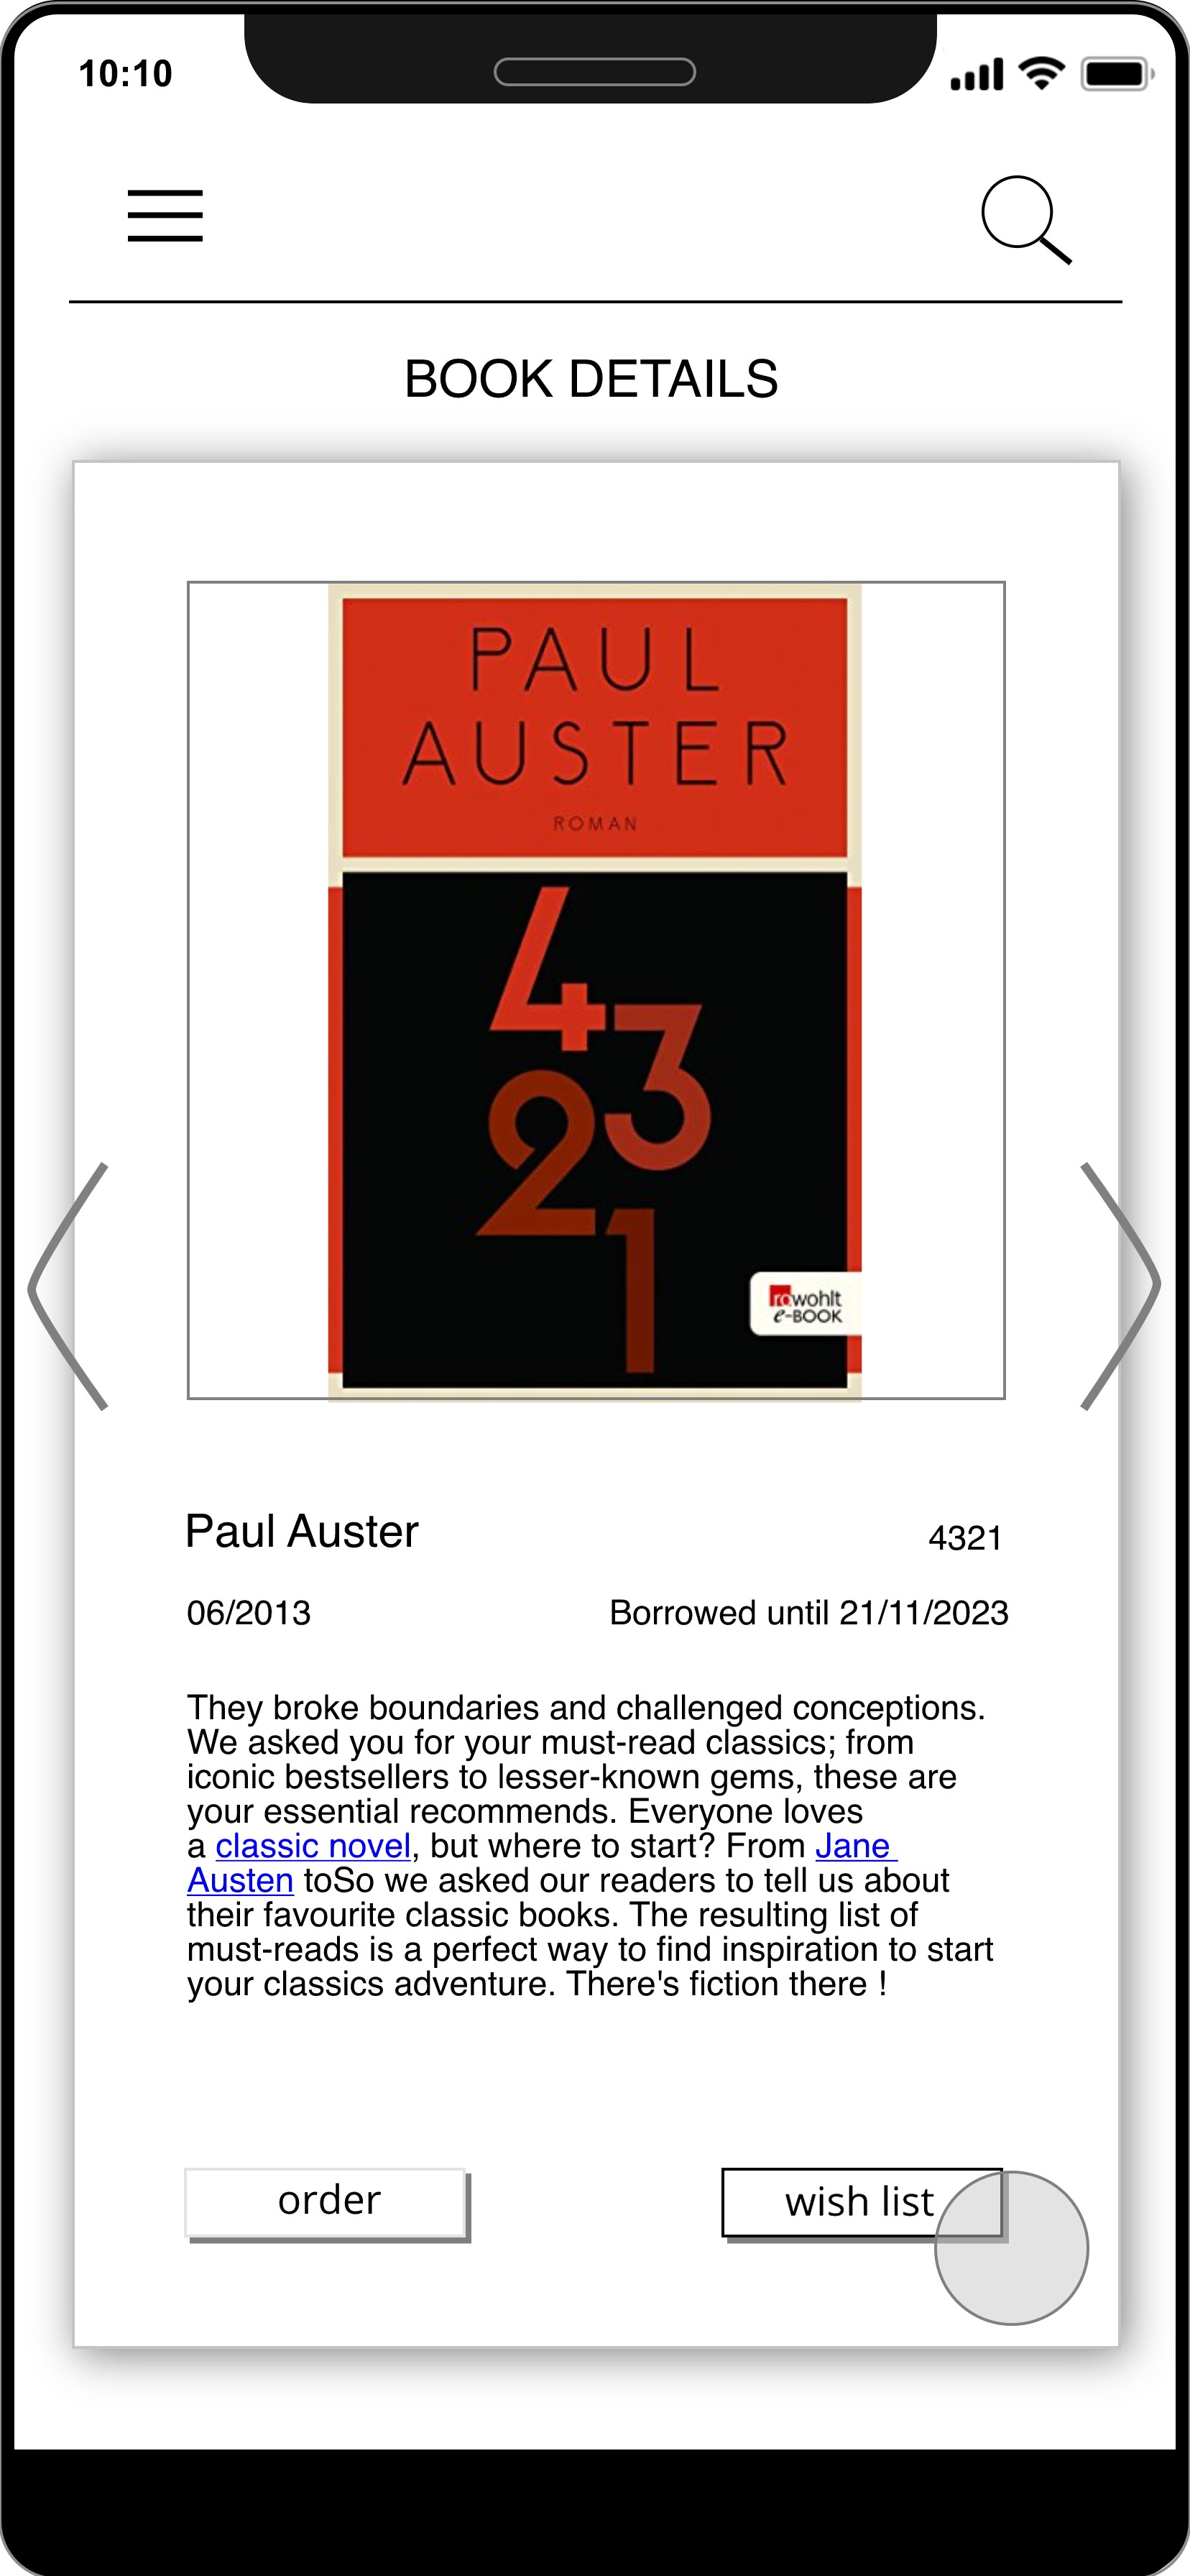 10:10
BOOK DETAILS
PAUL
AUSTER
ROMAN
4
3
2
1
rowohlt
e-BOOK
Paul Auster
4321
06/2013
Borrowed until 21/11/2023
They broke boundaries and challenged conceptions.
We asked you for your must-read classics; from
iconic bestsellers to lesser-known gems, these are
your essential recommends. Everyone loves
a classic novel, but where to start? From Jane
Austen toSo we asked our readers to tell us about
their favourite classic books. The resulting list of
must-reads is a perfect way to find inspiration to start
your classics adventure. There's fiction there !
order
wish list